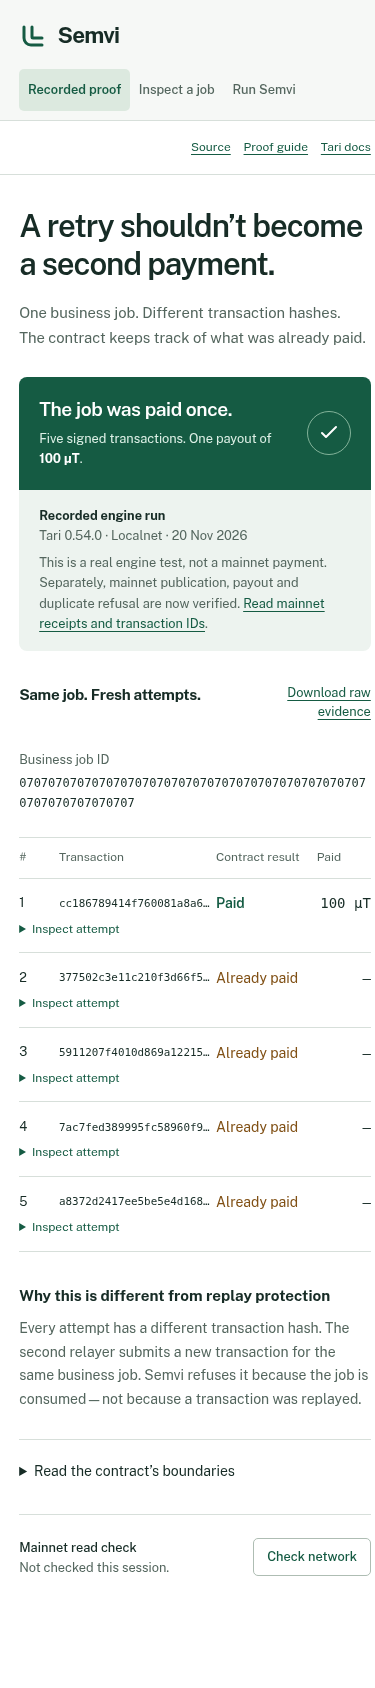 Semvi
Recorded proof Inspect a job Run Semvi
Source Proof guide Tari docs
A retry shouldn’t become
a second payment.
One business job. Different transaction hashes.
The contract keeps track of what was already paid.
The job was paid once.
Five signed transactions. One payout of
100 µT.
Recorded engine run
Tari 0.54.0 · Localnet · 20 Nov 2026
This is a real engine test, not a mainnet payment.
Separately, mainnet publication, payout and
duplicate refusal are now verified. Read mainnet
receipts and transaction IDs.
Same job. Fresh attempts.
Download raw
evidence
Business job ID
070707070707070707070707070707070707070707070707
0707070707070707
# Transaction Contract result Paid
1 cc186789414f760081a8a6… Paid 100 µT
Inspect attempt
2 377502c3e11c210f3d66f5… Already paid —
Inspect attempt
3 5911207f4010d869a12215… Already paid —
Inspect attempt
4 7ac7fed389995fc58960f9… Already paid —
Inspect attempt
5 a8372d2417ee5be5e4d168… Already paid —
Inspect attempt
Why this is different from replay protection
Every attempt has a different transaction hash. The
second relayer submits a new transaction for the
same business job. Semvi refuses it because the job is
consumed — not because a transaction was replayed.
Read the contract’s boundaries
Mainnet read check
Not checked this session.
Check network